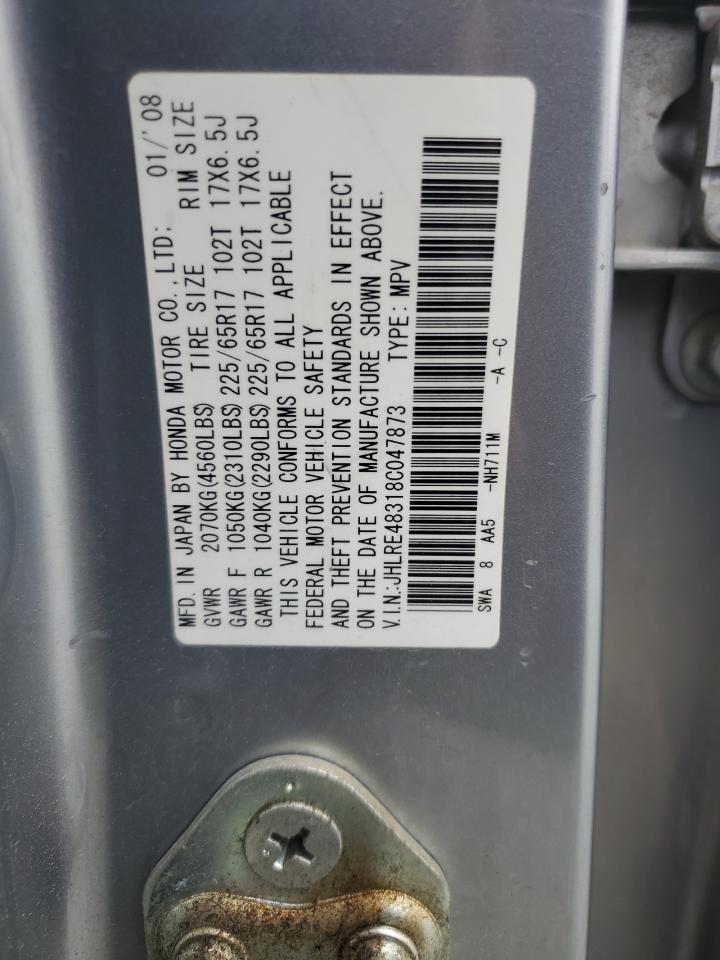 MFD. IN JAPAN BY HONDA MOTOR CO., LTD; 01/'08
GVWR 2070KG(4560LBS) TIRE SIZE RIM SIZE
GAWR F 1050KG(2310LBS) 225/65R17 102T 17X6.5J
GAWR R 1040KG(2290LBS) 225/65R17 102T 17X6.5J
THIS VEHICLE CONFORMS TO ALL APPLICABLE
FEDERAL MOTOR VEHICLE SAFETY
AND THEFT PREVENTION STANDARDS IN EFFECT
ON THE DATE OF MANUFACTURE SHOWN ABOVE.
V.I.N.:JHLRE48318C047873 TYPE: MPV
SWA 8 AA5 -NH711M -A -C